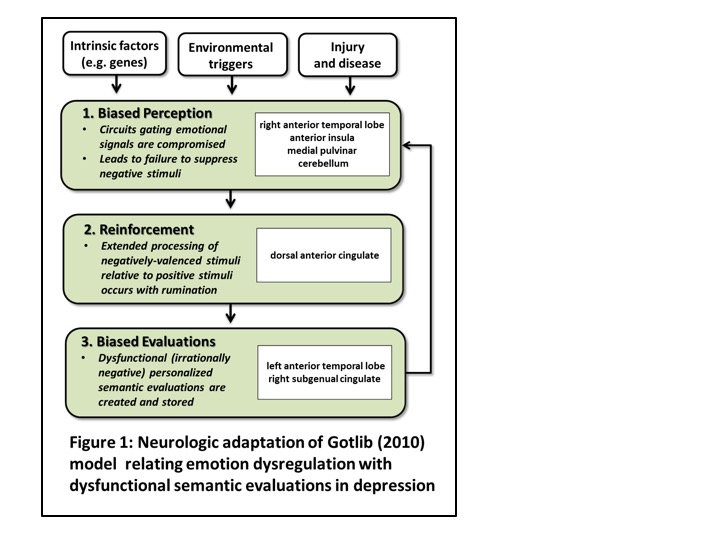 Intrinsic factors
(e.g. genes)
Environmental
triggers
Injury
and disease
1. Biased Perception
• Circuits gating emotional
signals are compromised
• Leads to failure to suppress
negative stimuli
right anterior temporal lobe
anterior insula
medial pulvinar
cerebellum
2. Reinforcement
• Extended processing of
negatively-valenced stimuli
relative to positive stimuli
occurs with rumination
dorsal anterior cingulate
3. Biased Evaluations
• Dysfunctional (irrationally
negative) personalized
semantic evaluations are
created and stored
left anterior temporal lobe
right subgenual cingulate
Figure 1: Neurologic adaptation of Gotlib (2010)
model relating emotion dysregulation with
dysfunctional semantic evaluations in depression